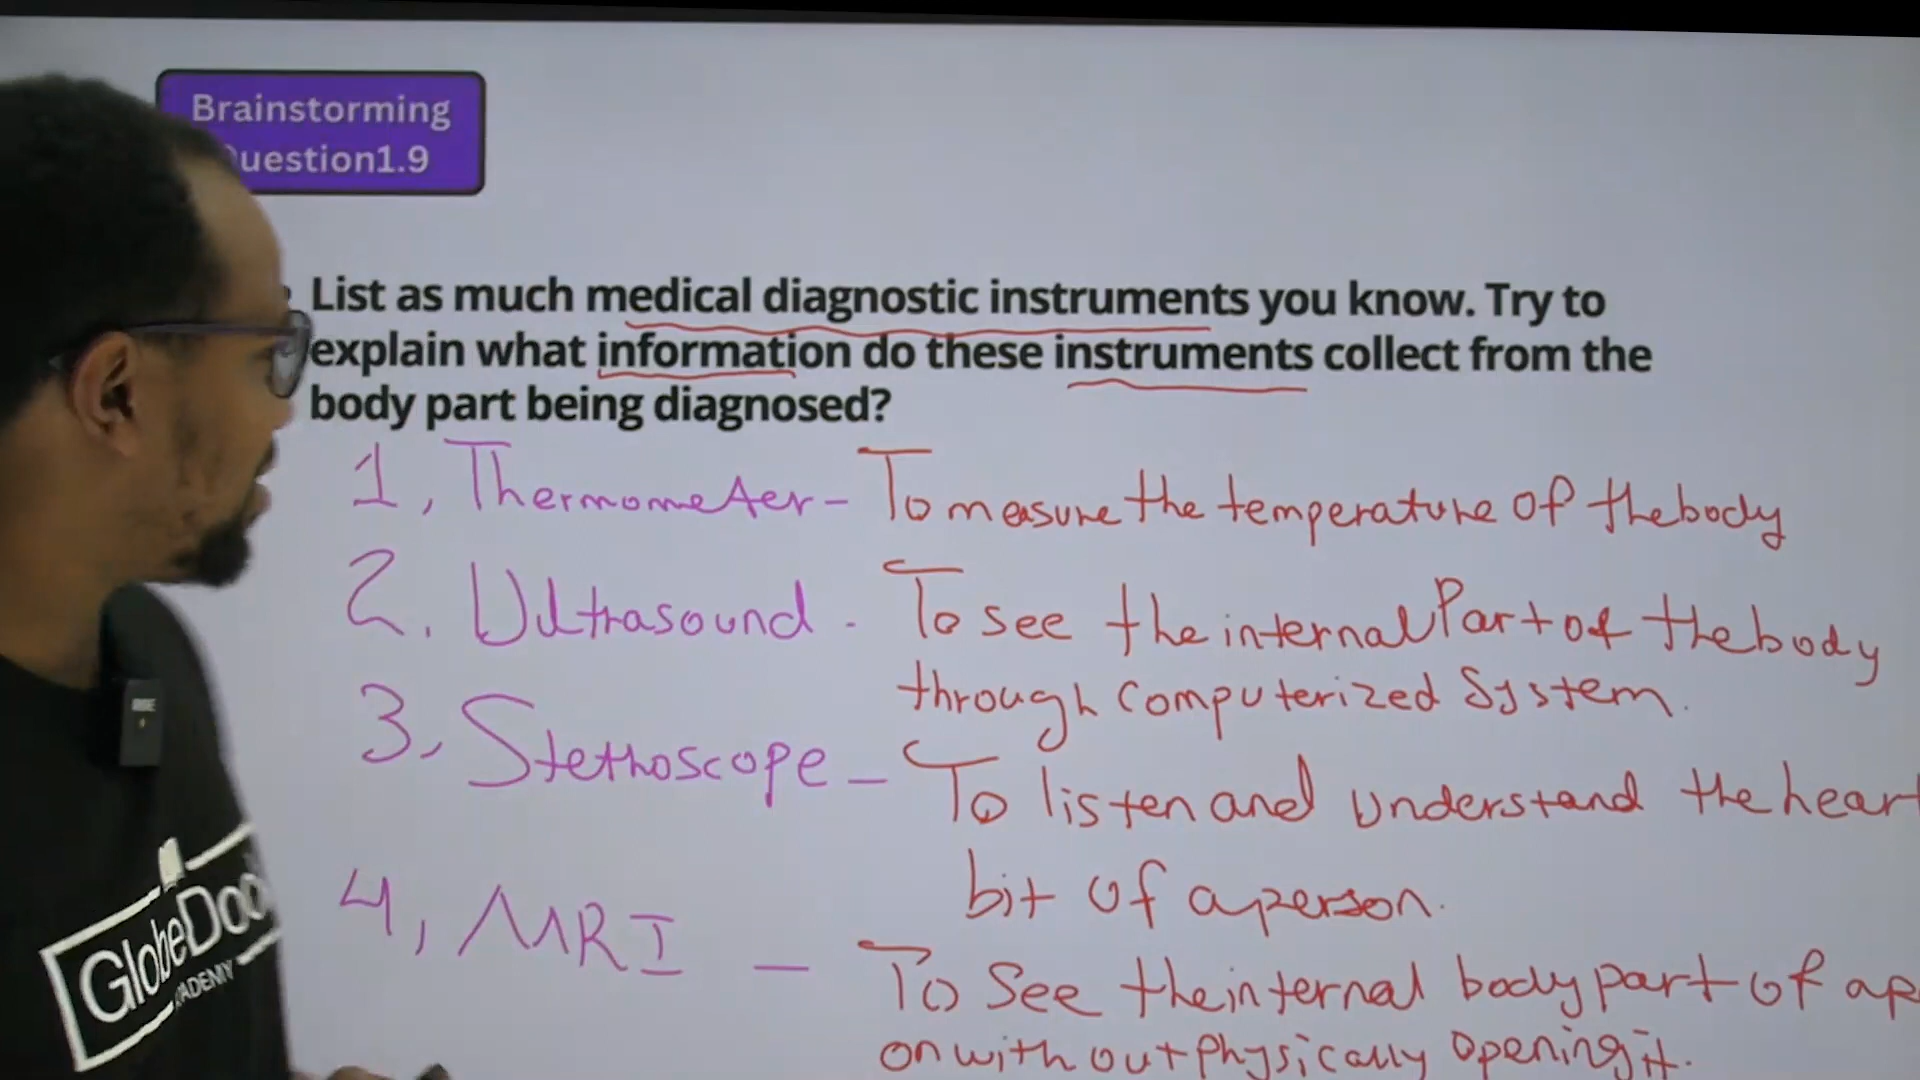 Brainstorming
Question1.9
List as much medical diagnostic instruments you know. Try to
explain what information do these instruments collect from the
body part being diagnosed?
1, Thermometer - To measure the temperature of the body
2. Ultrasound - To see the internal Part of the body
through computerized System.
3, Stethoscope - To listen and understand the heart
bit of a person.
4, MRI - To See the internal body part of a
on without physically opening it.
GlobeDoc